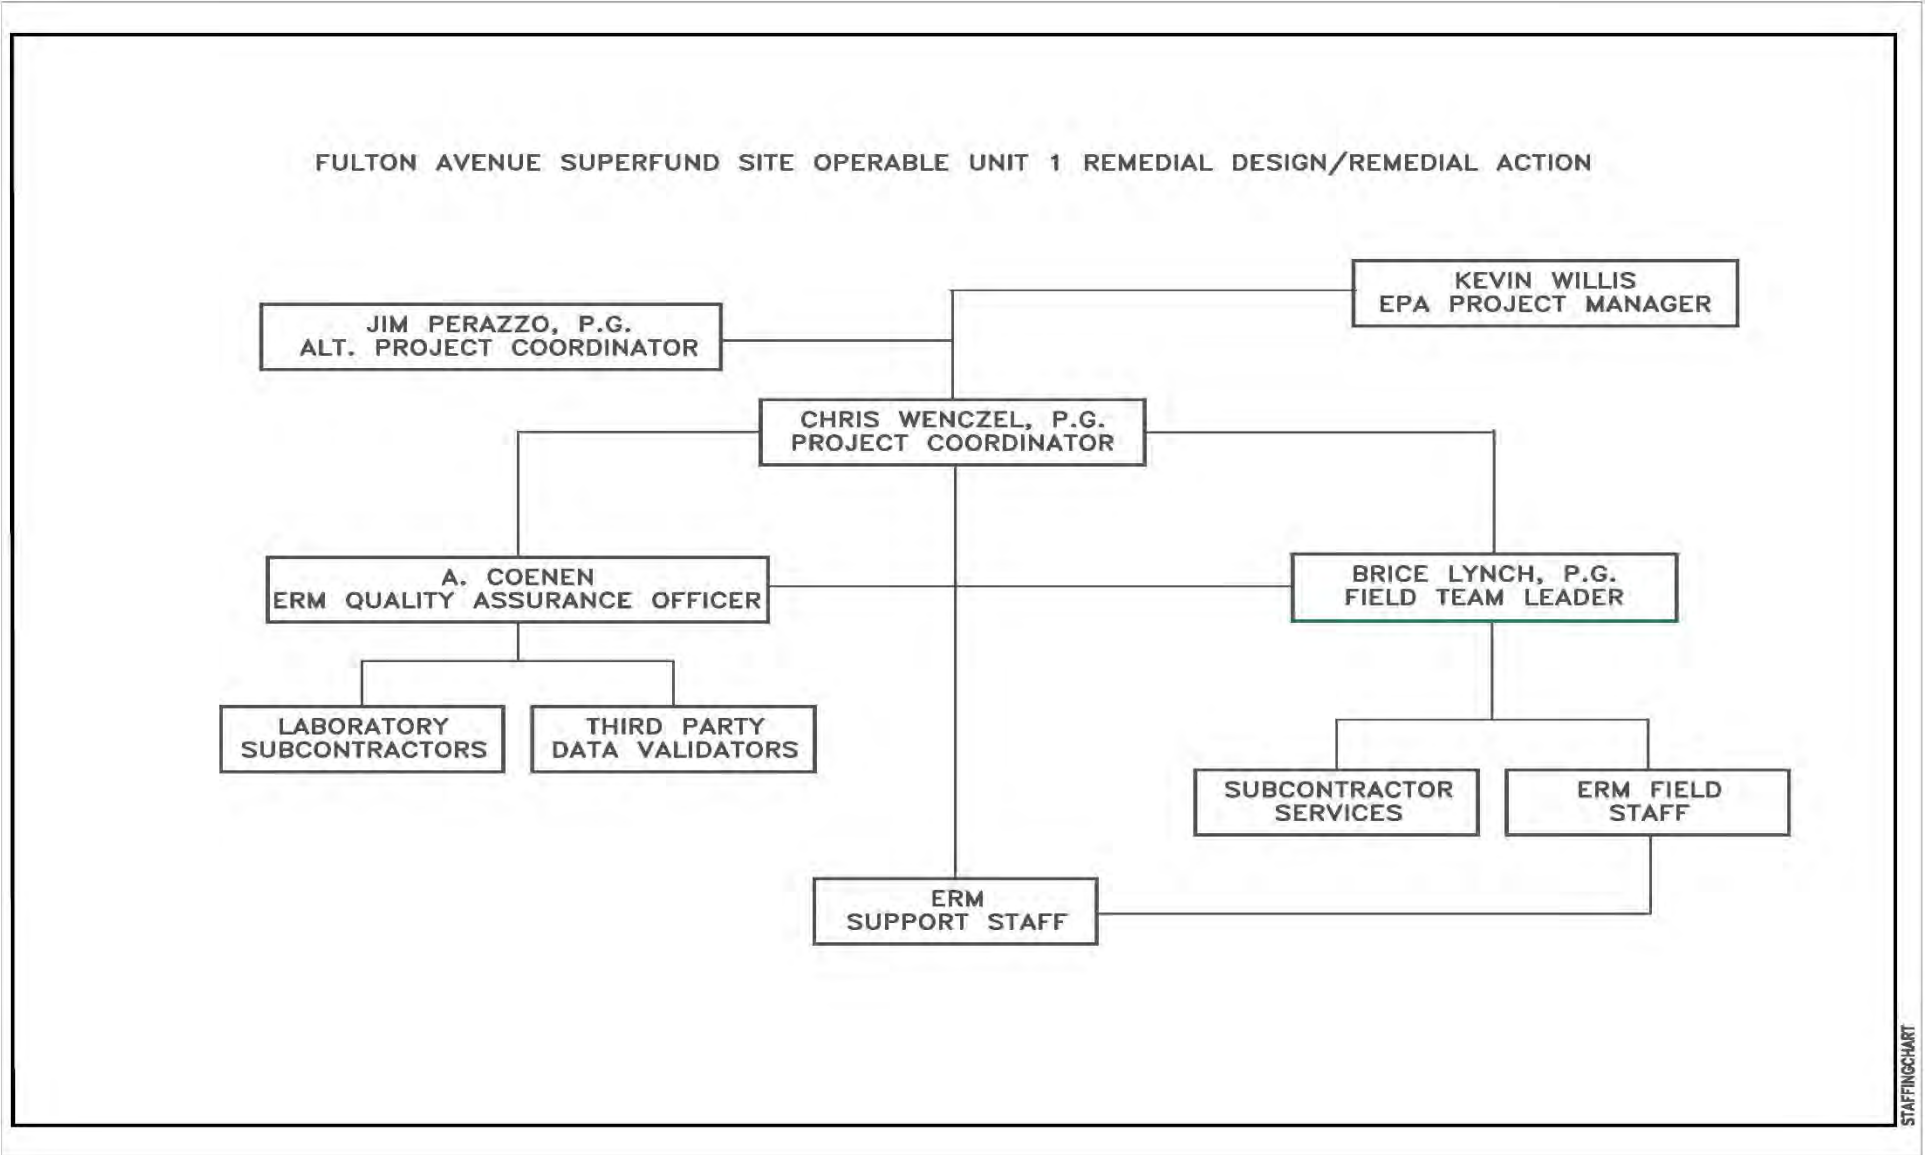 FULTON AVENUE SUPERFUND SITE OPERABLE UNIT 1 REMEDIAL DESIGN/REMEDIAL ACTION
KEVIN WILLIS
EPA PROJECT MANAGER
JIM PERAZZO, P.G.
ALT. PROJECT COORDINATOR
CHRIS WENCZEL, P.G.
PROJECT COORDINATOR
A. COENEN
ERM QUALITY ASSURANCE OFFICER
BRICE LYNCH, P.G.
FIELD TEAM LEADER
LABORATORY
SUBCONTRACTORS
THIRD PARTY
DATA VALIDATORS
SUBCONTRACTOR
SERVICES
ERM FIELD
STAFF
ERM
SUPPORT STAFF
STAFFINGCHART